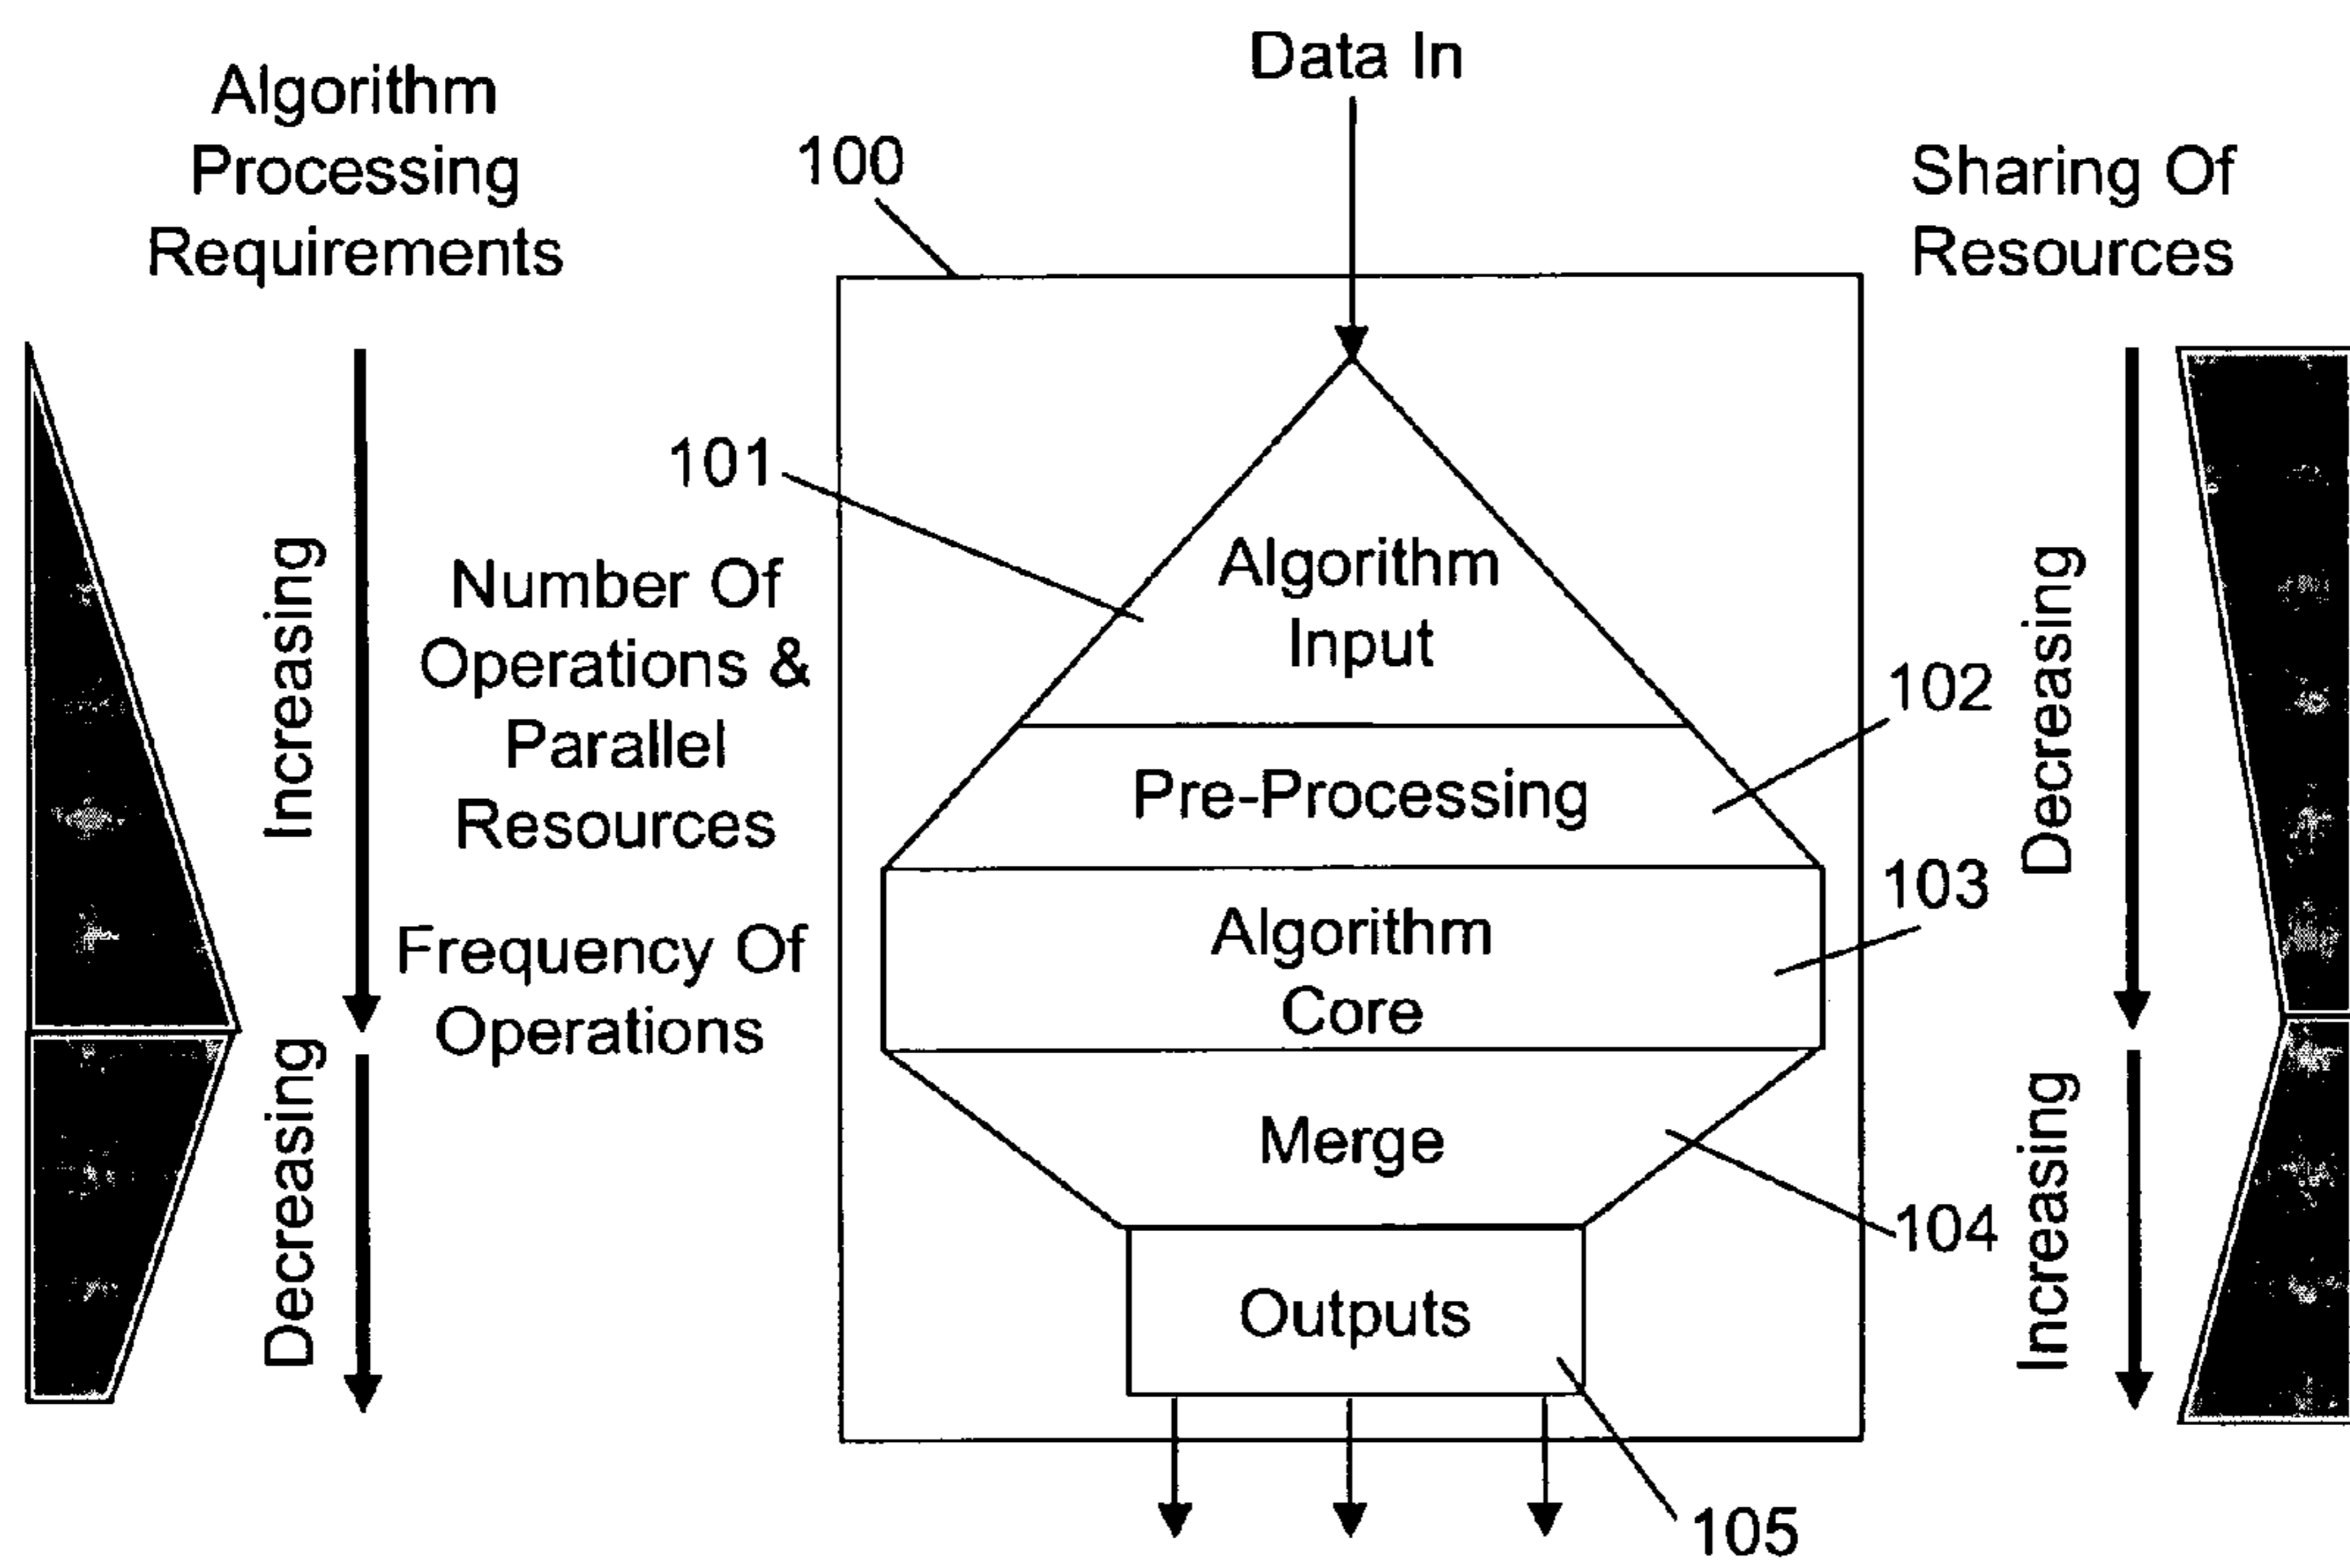 Data In
Algorithm
Processing
Requirements
100
Sharing Of
Resources
101
Increasing
Number Of
Operations &
Parallel
Resources
Frequency Of
Operations
Decreasing
Algorithm
Input
102
Pre-Processing
103
Algorithm
Core
Merge
104
Outputs
105
Decreasing
Increasing